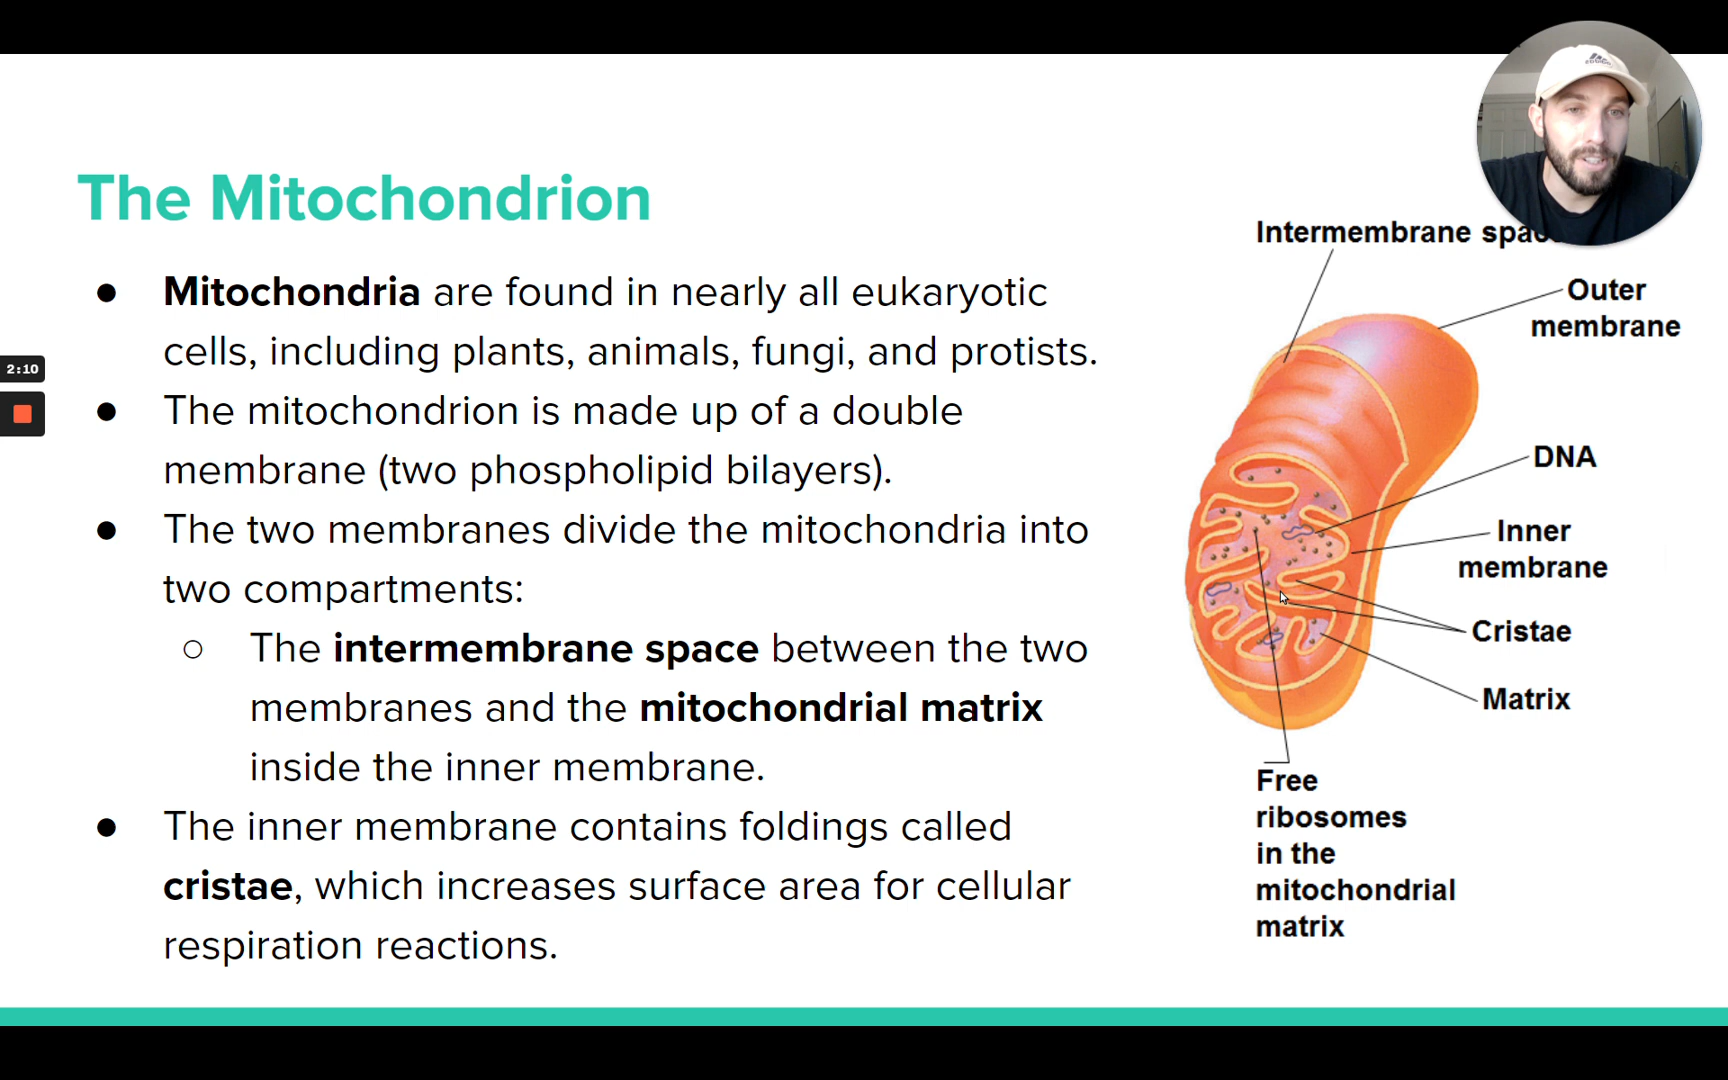 The Mitochondrion
● Mitochondria are found in nearly all eukaryotic
cells, including plants, animals, fungi, and protists.
● The mitochondrion is made up of a double
membrane (two phospholipid bilayers).
● The two membranes divide the mitochondria into
two compartments:
○ The intermembrane space between the two
membranes and the mitochondrial matrix
inside the inner membrane.
● The inner membrane contains foldings called
cristae, which increases surface area for cellular
respiration reactions.
2:10
Intermembrane
Outer
membrane
DNA
Inner
membrane
Cristae
Matrix
Free
ribosomes
in the
mitochondrial
matrix